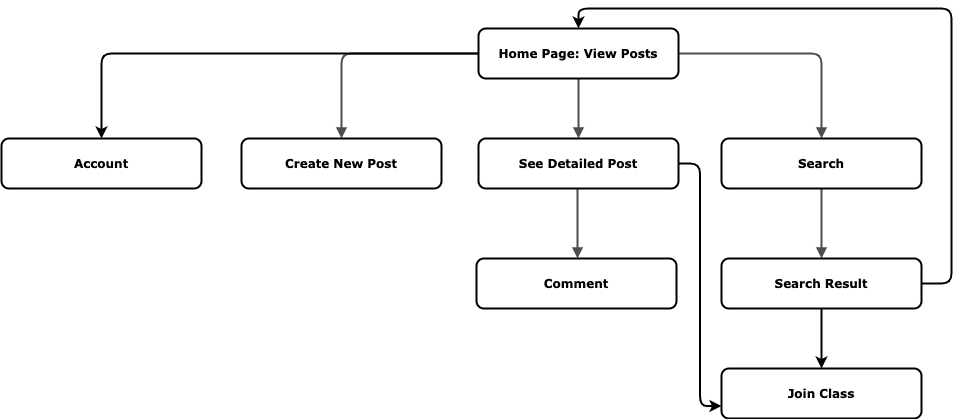 Home Page: View Posts
Account
Create New Post
See Detailed Post
Search
Comment
Search Result
Join Class